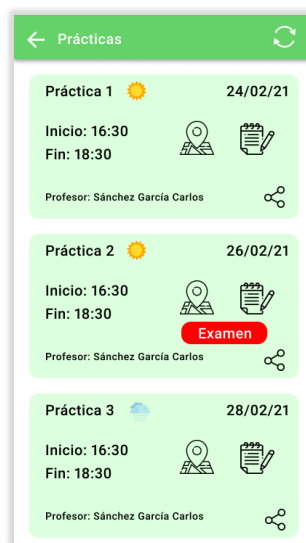 Prácticas
Práctica 1 24/02/21
Inicio: 16:30
Fin: 18:30
Profesor: Sánchez García Carlos
Práctica 2 26/02/21
Inicio: 16:30
Fin: 18:30
Examen
Profesor: Sánchez García Carlos
Práctica 3 28/02/21
Inicio: 16:30
Fin: 18:30
Profesor: Sánchez García Carlos